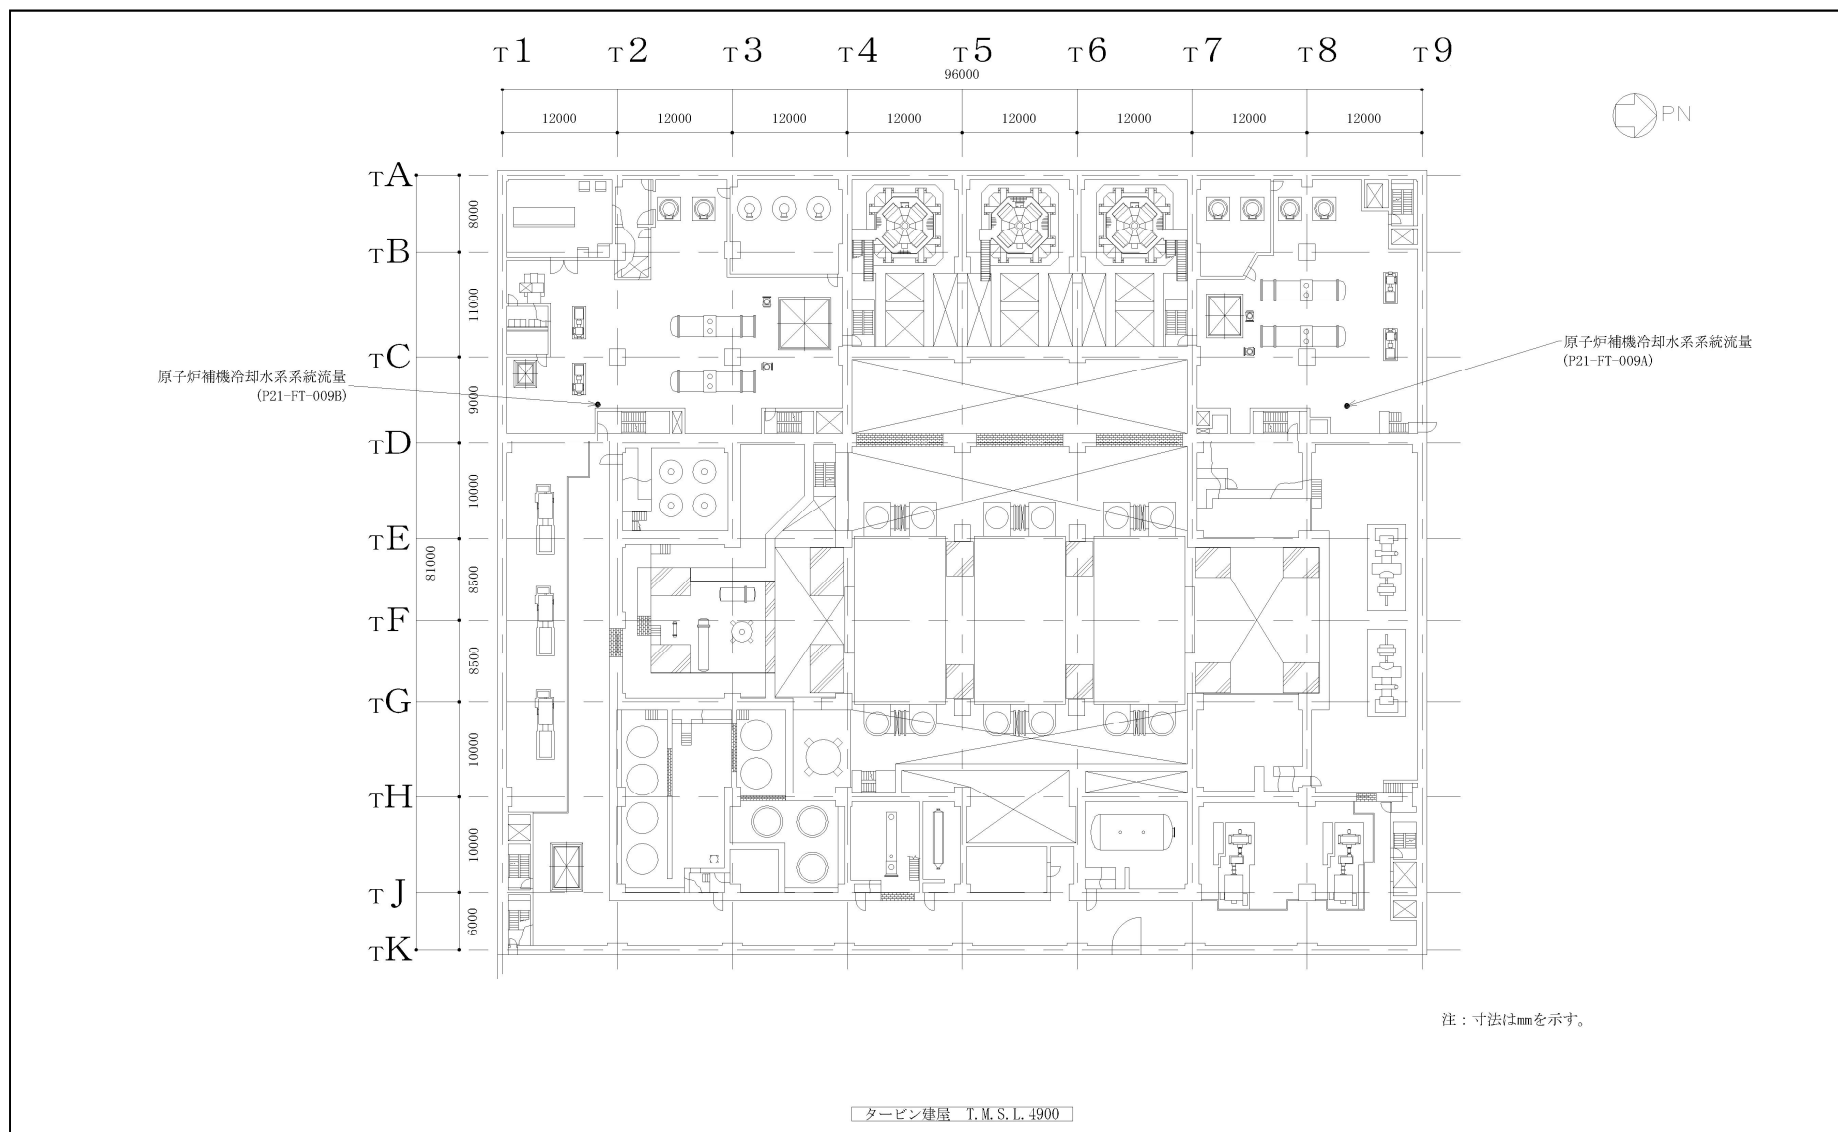 T1 T2 T3 T4 T5 T6 T7 T8 T9
96000
12000 12000 12000 12000 12000 12000 12000 12000
PN
TA
8000
TB
11000
TC
原子炉補機冷却水系系統流量
(P21-FT-009A)
原子炉補機冷却水系系統流量
(P21-FT-009B)
9000
TD
10000
TE
81000
8500
TF
8500
TG
10000
TH
10000
TJ
6000
TK
注：寸法はmmを示す。
タービン建屋 T.M.S.L.4900